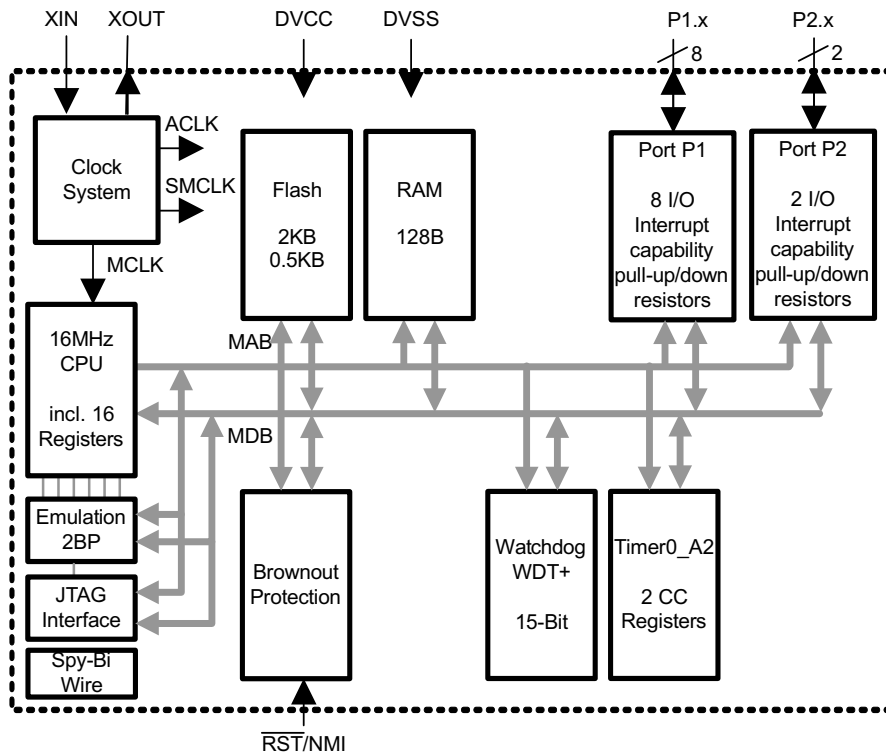 XIN
XOUT
DVCC
DVSS
P1.x
P2.x
8
2
ACLK
Clock
System
SMCLK
MCLK
Flash
2KB
0.5KB
RAM
128B
Port P1
8 I/O
Interrupt
capability
pull-up/down
resistors
Port P2
2 I/O
Interrupt
capability
pull-up/down
resistors
16MHz
CPU
incl. 16
Registers
MAB
MDB
Emulation
2BP
JTAG
Interface
Spy-Bi
Wire
Brownout
Protection
Watchdog
WDT+
15-Bit
Timer0_A2
2 CC
Registers
RST/NMI